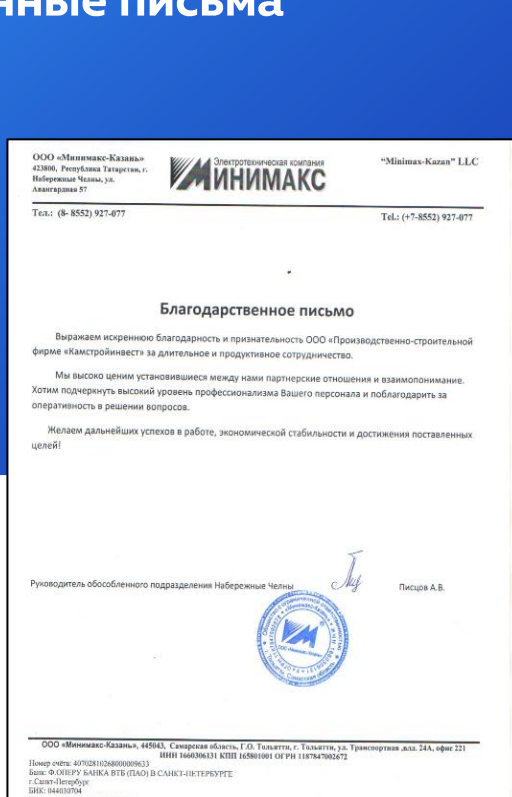 нные письма
ООО «Минимакс-Казань»
423800, Республика Татарстан, г.
Набережные Челны, ул.
Авангардная 57
Электротехническая компания
МИНИМАКС
"Minimax-Kazan" LLC
Тел.: (8- 8552) 927-077
Tel.: (+7-8552) 927-077
Благодарственное письмо
Выражаем искреннюю благодарность и признательность ООО «Производственно-строительной
фирме «Камстройинвест» за длительное и продуктивное сотрудничество.
Мы высоко ценим установившиеся между нами партнерские отношения и взаимопонимание.
Хотим подчеркнуть высокий уровень профессионализма Вашего персонала и поблагодарить за
оперативность в решении вопросов.
Желаем дальнейших успехов в работе, экономической стабильности и достижения поставленных
целей!
Руководитель обособленного подразделения Набережные Челны
Писцов А.В.
ООО «Минимакс-Казань», 445043, Самарская область, Г.О. Тольятти, г. Тольятти, ул. Транспортная ,влд. 24А, офис 221
ИНН 1660306131 КПП 165801001 ОГРН 1187847002672
Номер счёта: 40702810268000009633
Банк: Ф.ОПЕРУ БАНКА ВТБ (ПАО) В САНКТ-ПЕТЕРБУРГЕ
г.Санкт-Петербург
БИК: 044030704